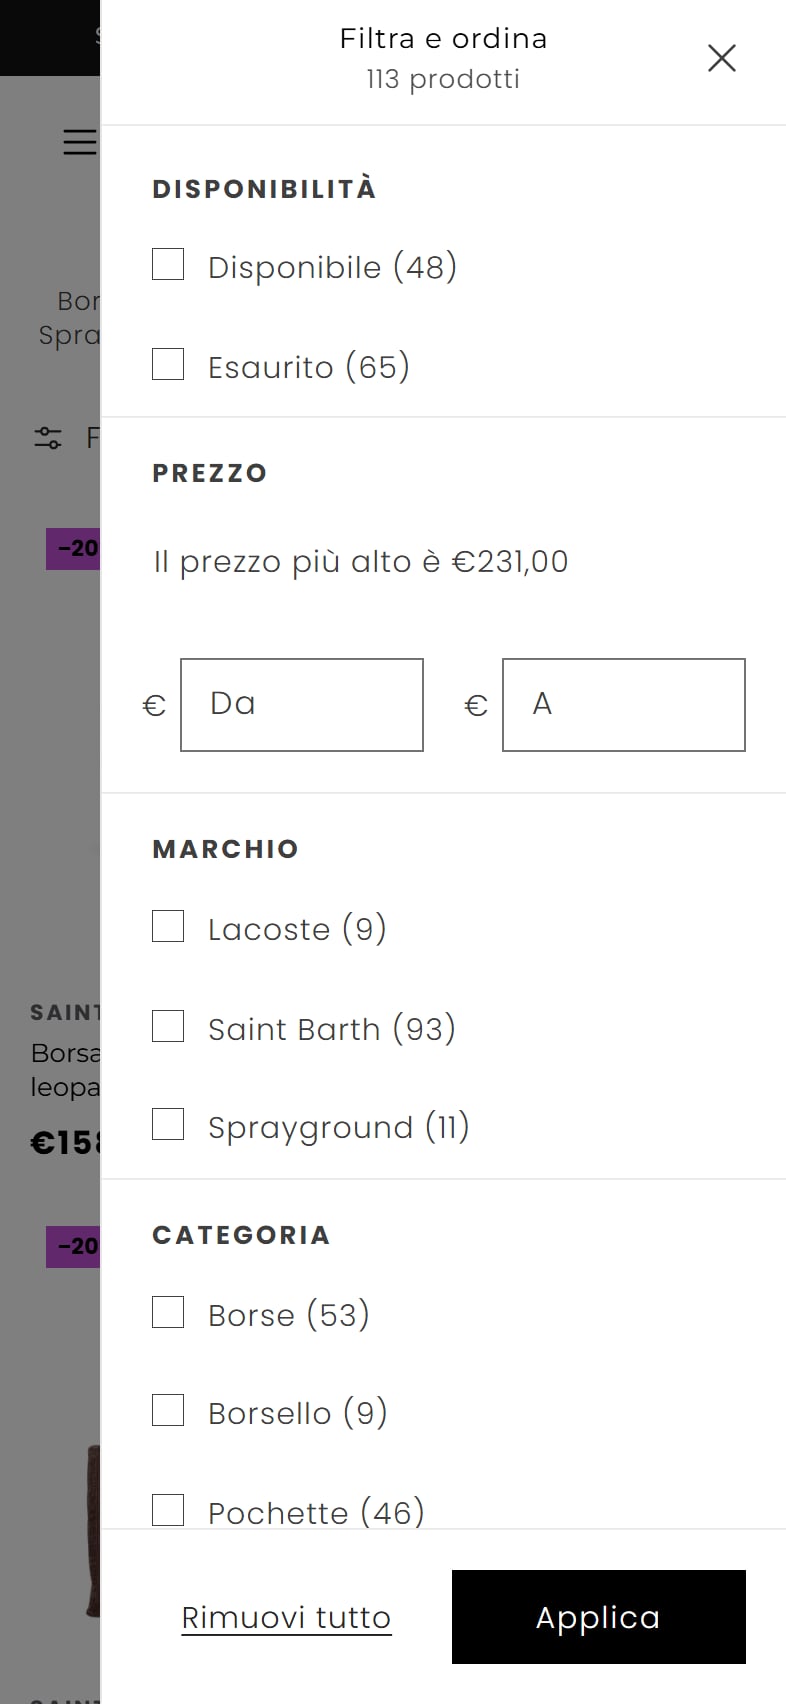 Filtra e ordina
113 prodotti
DISPONIBILITÀ
Disponibile (48)
Esaurito (65)
PREZZO
Il prezzo più alto è €231,00
€ Da € A
MARCHIO
Lacoste (9)
Saint Barth (93)
Sprayground (11)
CATEGORIA
Borse (53)
Borsello (9)
Pochette (46)
Rimuovi tutto Applica
−20
Borsa
leopa
−20